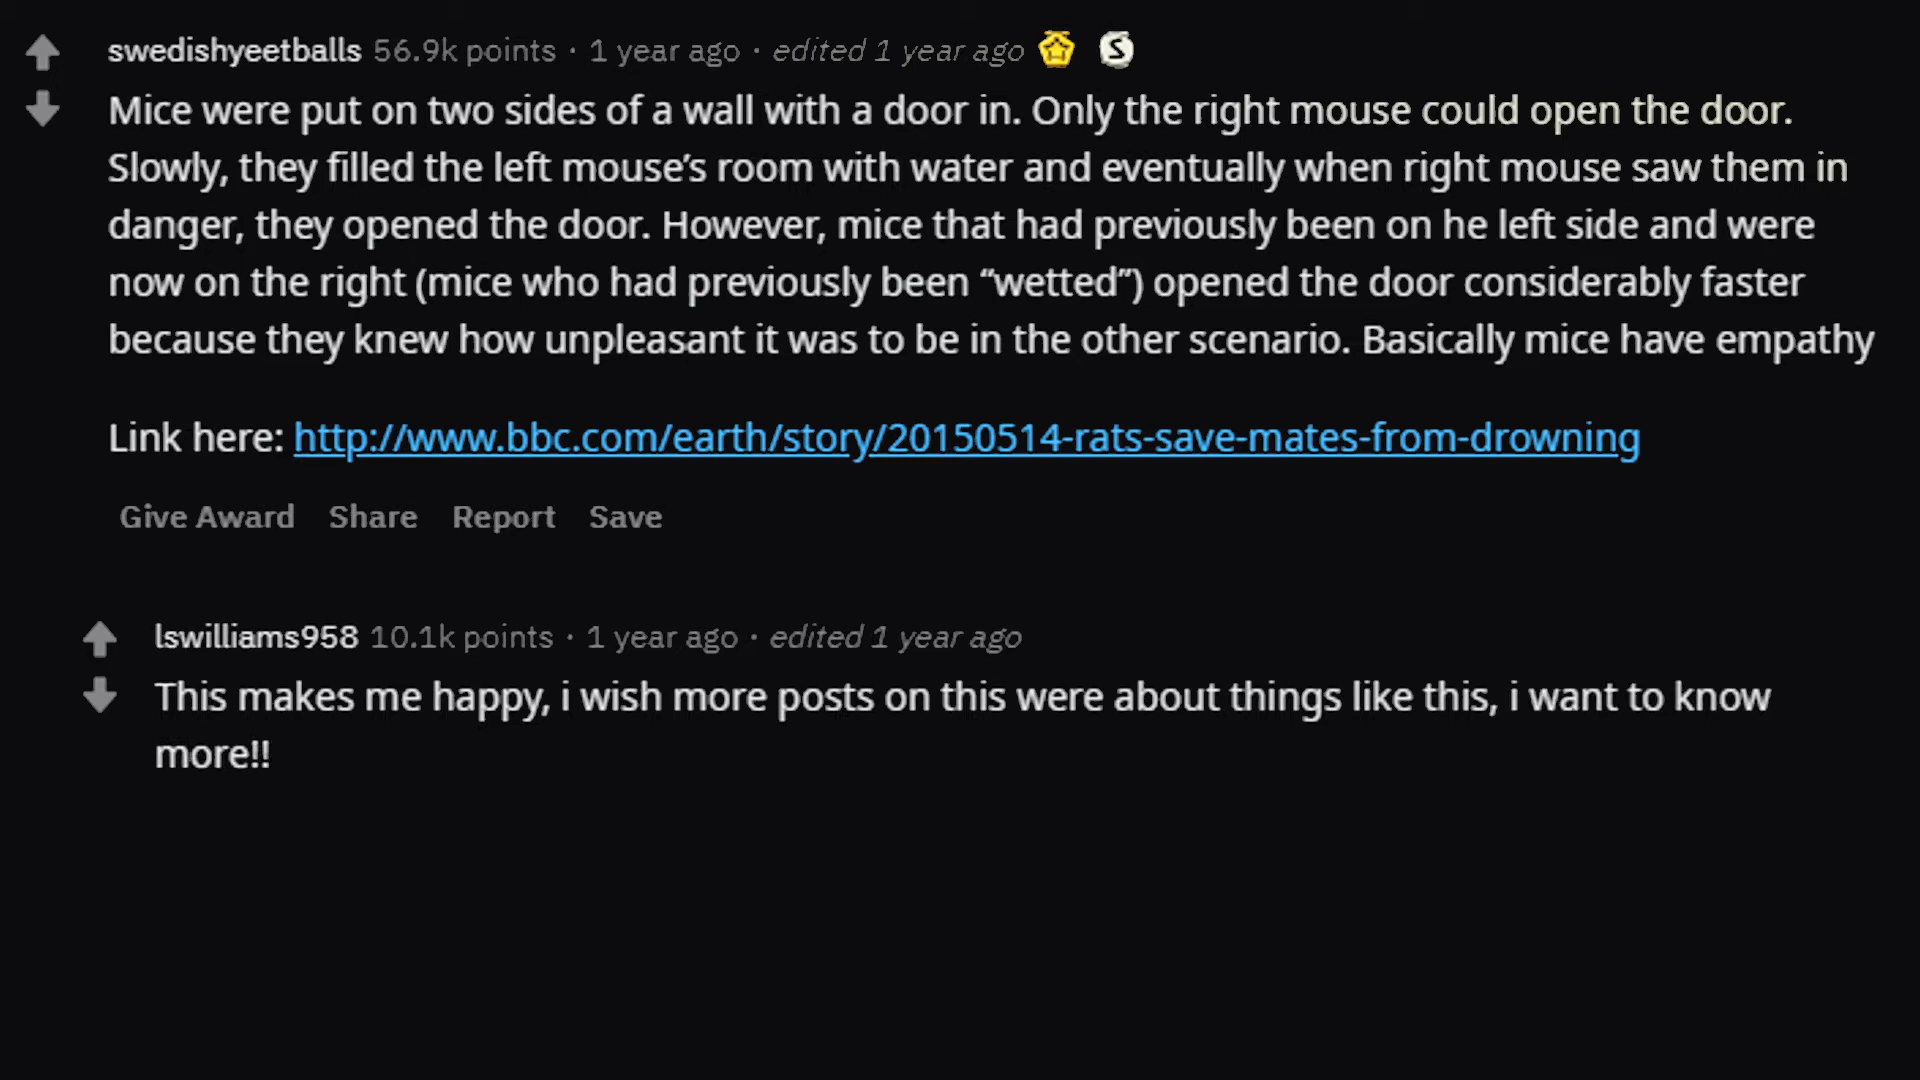 swedishyeetballs 56.9k points · 1 year ago · edited 1 year ago S
Mice were put on two sides of a wall with a door in. Only the right mouse could open the door.
Slowly, they filled the left mouse’s room with water and eventually when right mouse saw them in
danger, they opened the door. However, mice that had previously been on he left side and were
now on the right (mice who had previously been “wetted”) opened the door considerably faster
because they knew how unpleasant it was to be in the other scenario. Basically mice have empathy
Link here: http://www.bbc.com/earth/story/20150514-rats-save-mates-from-drowning
Give Award Share Report Save
lswilliams958 10.1k points · 1 year ago · edited 1 year ago
This makes me happy, i wish more posts on this were about things like this, i want to know
more!!